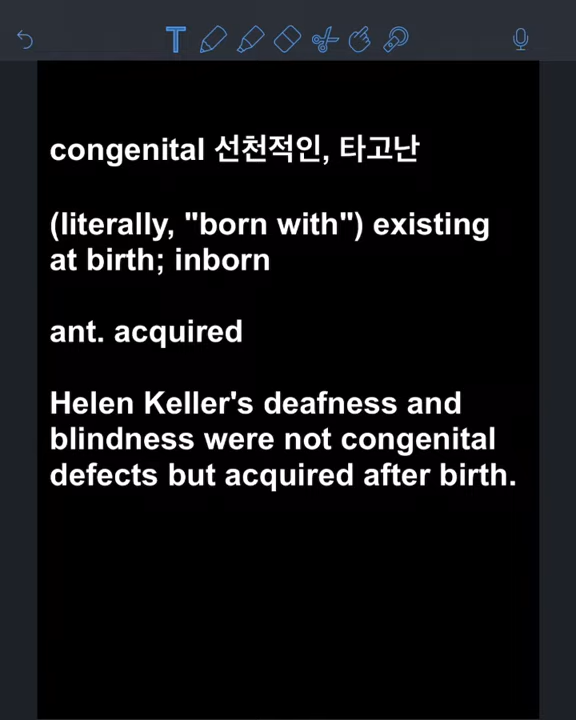 congenital 선천적인, 타고난
(literally, "born with") existing
at birth; inborn
ant. acquired
Helen Keller's deafness and
blindness were not congenital
defects but acquired after birth.